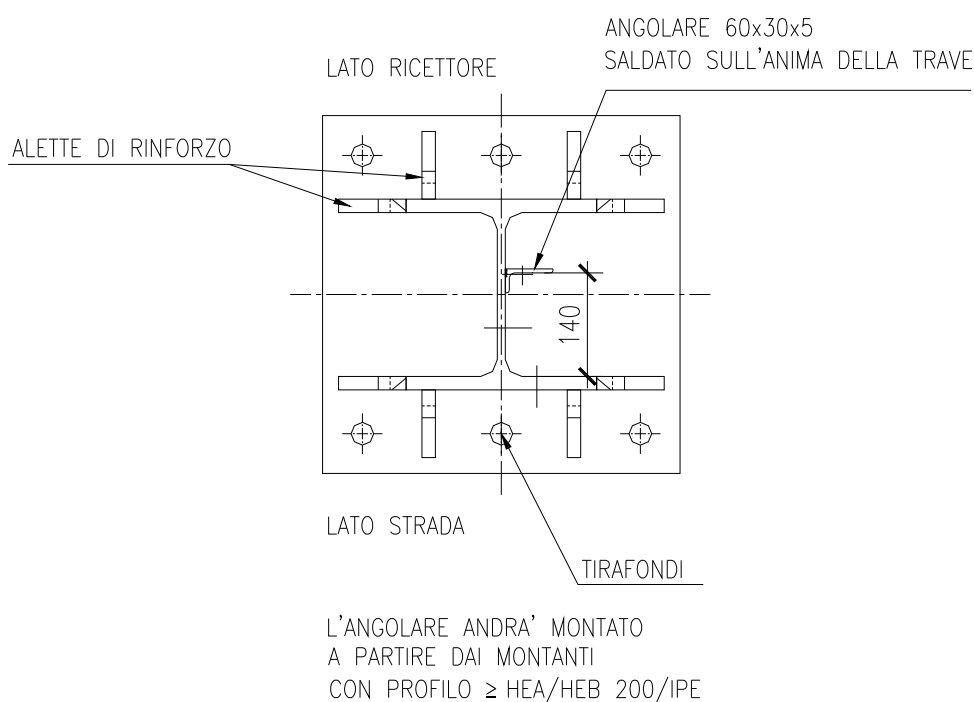 ANGOLARE 60x30x5
SALDATO SULL'ANIMA DELLA TRAVE
LATO RICETTORE
ALETTE DI RINFORZO
140
LATO STRADA
TIRAFONDI
L'ANGOLARE ANDRA' MONTATO
A PARTIRE DAI MONTANTI
CON PROFILO ≥ HEA/HEB 200/IPE